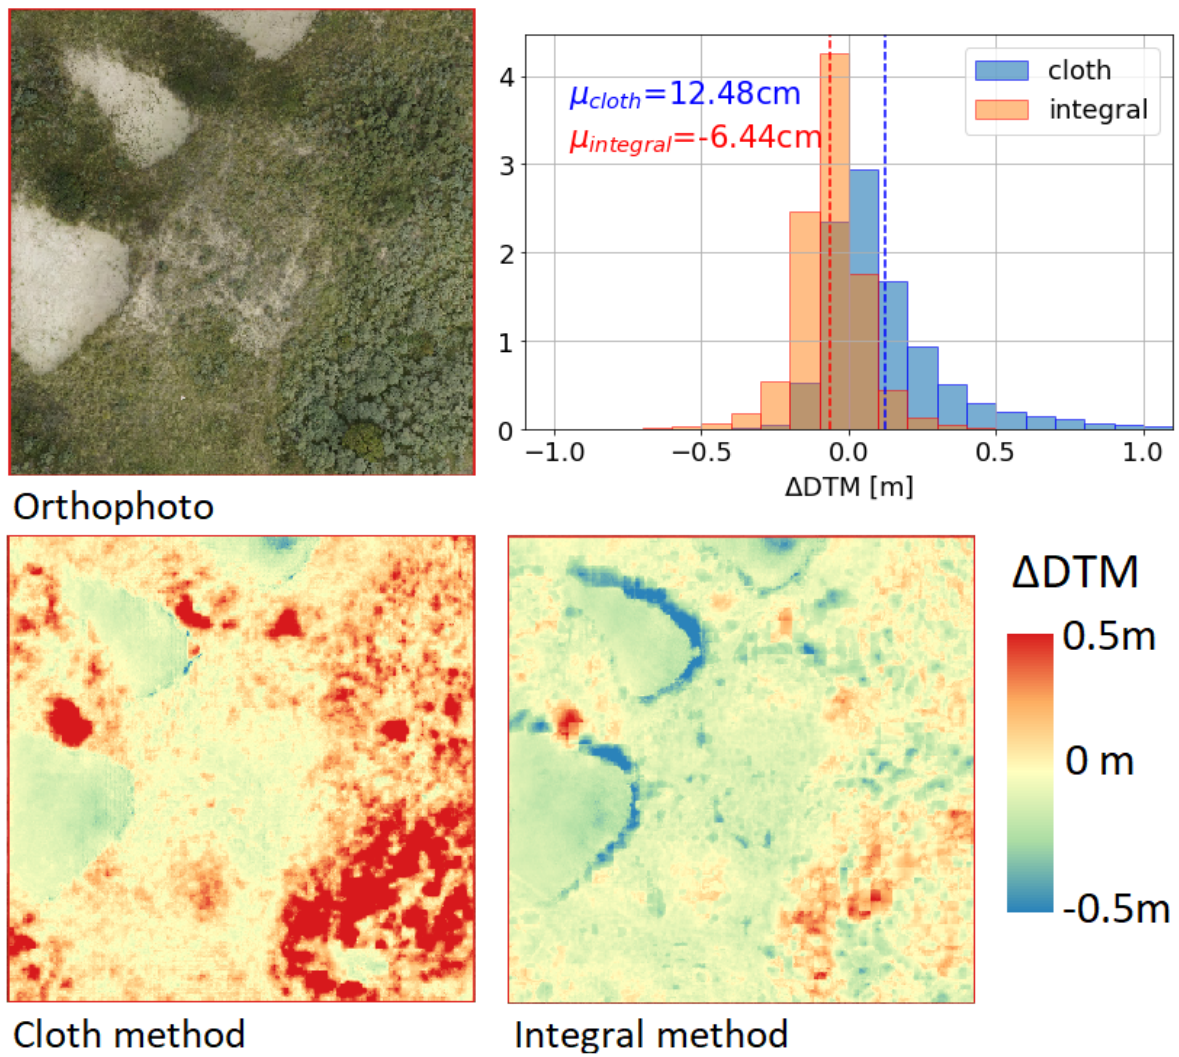 4
3
2
1
0
μcloth=12.48cm
μintegral=-6.44cm
cloth
integral
−1.0 −0.5 0.0 0.5 1.0
ΔDTM [m]
Orthophoto
ΔDTM
0.5m
0 m
-0.5m
Cloth method
Integral method